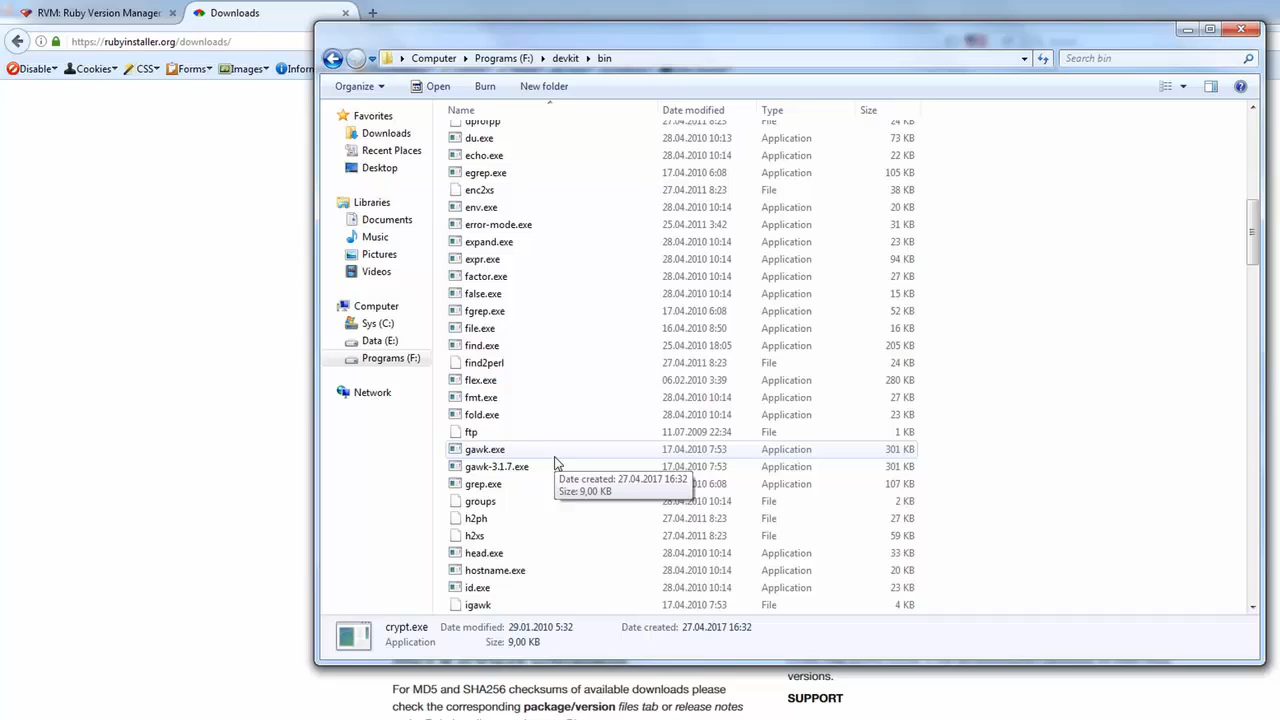 RVM: Ruby Version Manager
Downloads
https://rubyinstaller.org/downloads/
Disable Cookies CSS Forms Images Inform
Computer Programs (F:) devkit bin
Search bin
Organize Open Burn New folder
Name Date modified Type Size
Favorites
Downloads
Recent Places
Desktop
Libraries
Documents
Music
Pictures
Videos
Computer
Sys (C:)
Data (E:)
Programs (F:)
Network
dprofpp 27.04.2011 8:23 File 24 KB
du.exe 28.04.2010 10:13 Application 73 KB
echo.exe 28.04.2010 10:14 Application 22 KB
egrep.exe 17.04.2010 6:08 Application 105 KB
enc2xs 27.04.2011 8:23 File 38 KB
env.exe 28.04.2010 10:14 Application 20 KB
error-mode.exe 25.04.2011 3:42 Application 31 KB
expand.exe 28.04.2010 10:14 Application 23 KB
expr.exe 28.04.2010 10:14 Application 94 KB
factor.exe 28.04.2010 10:14 Application 27 KB
false.exe 28.04.2010 10:14 Application 15 KB
fgrep.exe 17.04.2010 6:08 Application 52 KB
file.exe 16.04.2010 8:50 Application 16 KB
find.exe 25.04.2010 18:05 Application 205 KB
find2perl 27.04.2011 8:23 File 24 KB
flex.exe 06.02.2010 3:39 Application 280 KB
fmt.exe 28.04.2010 10:14 Application 27 KB
fold.exe 28.04.2010 10:14 Application 23 KB
ftp 11.07.2009 22:34 File 1 KB
gawk.exe 17.04.2010 7:53 Application 301 KB
gawk-3.1.7.exe 17.04.2010 7:53 Application 301 KB
grep.exe 6:08 Application 107 KB
groups 28.04.2010 10:14 File 2 KB
h2ph 27.04.2011 8:23 File 27 KB
h2xs 27.04.2011 8:23 File 59 KB
head.exe 28.04.2010 10:14 Application 33 KB
hostname.exe 28.04.2010 10:14 Application 20 KB
id.exe 28.04.2010 10:14 Application 23 KB
igawk 17.04.2010 7:53 File 4 KB
Date created: 27.04.2017 16:32
Size: 9,00 KB
crypt.exe Date modified: 29.01.2010 5:32 Date created: 27.04.2017 16:32
Application Size: 9,00 KB
For MD5 and SHA256 checksums of available downloads please
check the corresponding package/version files tab or release notes
versions.
SUPPORT